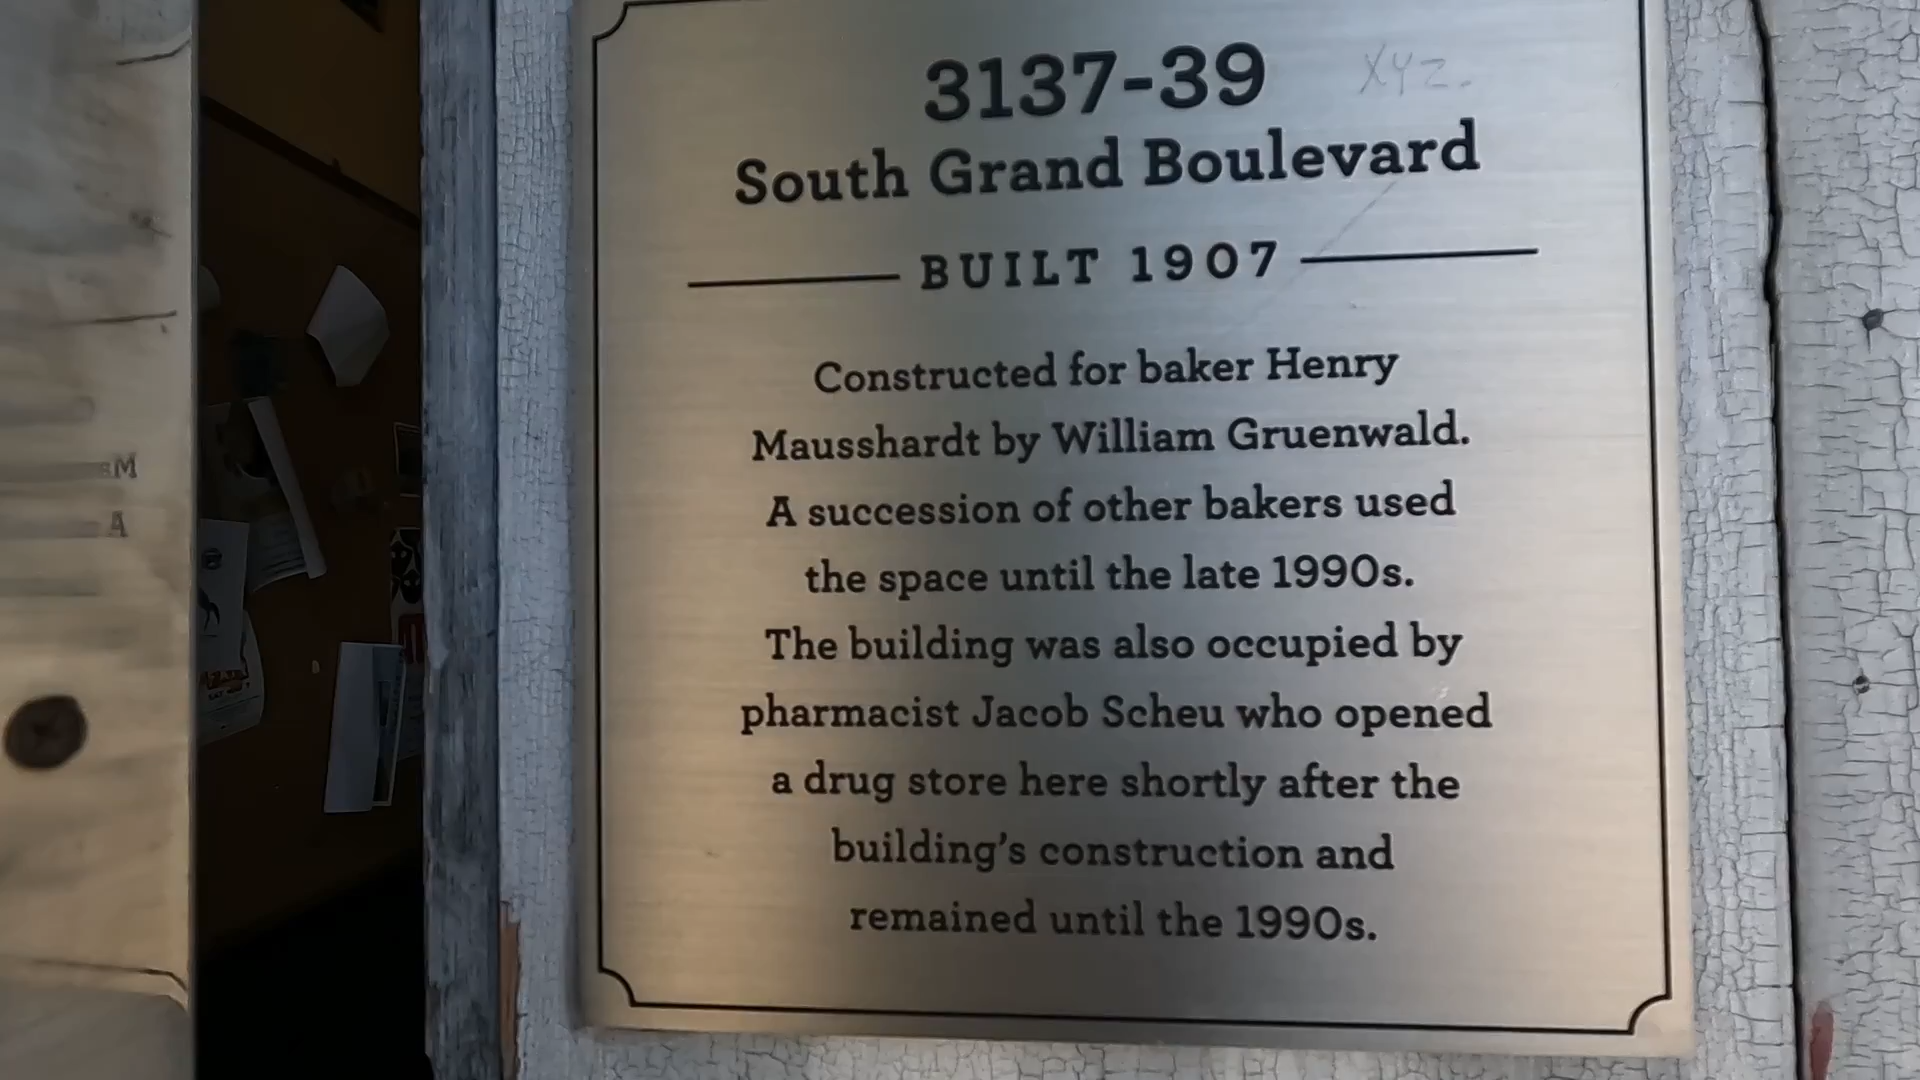 3137-39
XYZ.
South Grand Boulevard
BUILT 1907
Constructed for baker Henry
Mausshardt by William Gruenwald.
A succession of other bakers used
the space until the late 1990s.
The building was also occupied by
pharmacist Jacob Scheu who opened
a drug store here shortly after the
building's construction and
remained until the 1990s.